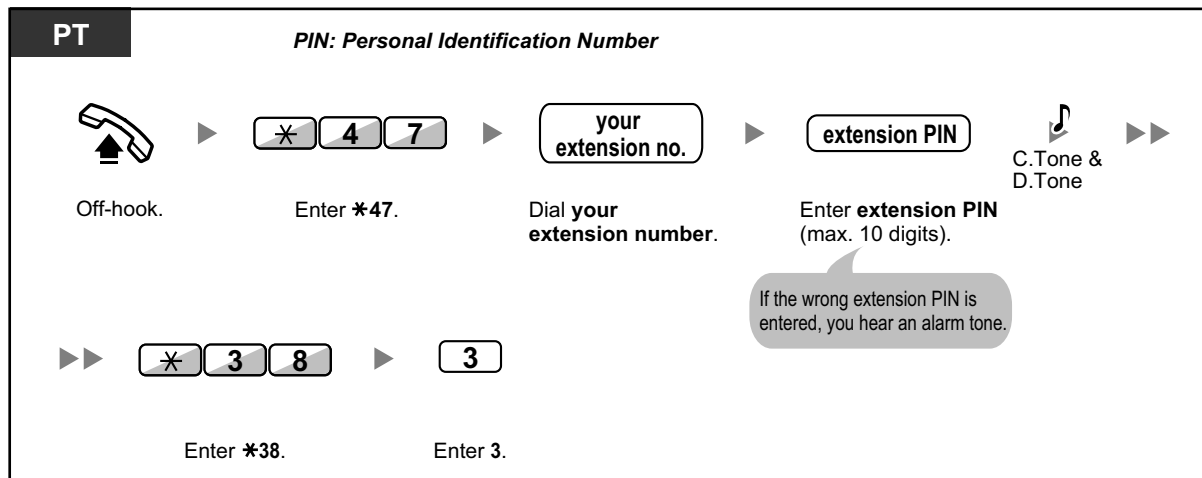 PT
PIN: Personal Identification Number
✳ 4 7
your
extension no.
extension PIN
C.Tone &
D.Tone
Off-hook.
Enter ✳47.
Dial your
extension number.
Enter extension PIN
(max. 10 digits).
If the wrong extension PIN is
entered, you hear an alarm tone.
✳ 3 8
3
Enter ✳38.
Enter 3.